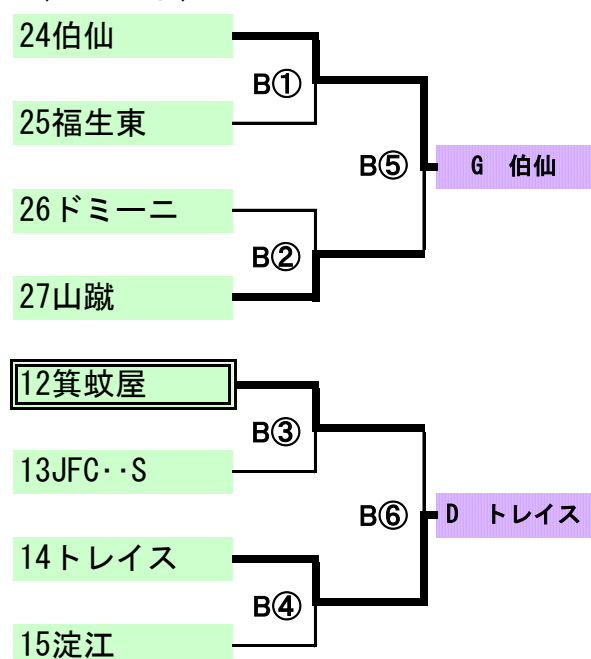 24伯仙
B①
25福生東
B⑤
G 伯仙
26ドミーニ
B②
27山蹴
12箕蚊屋
B③
13JFC・・S
B⑥
D トレイス
14トレイス
B④
15淀江